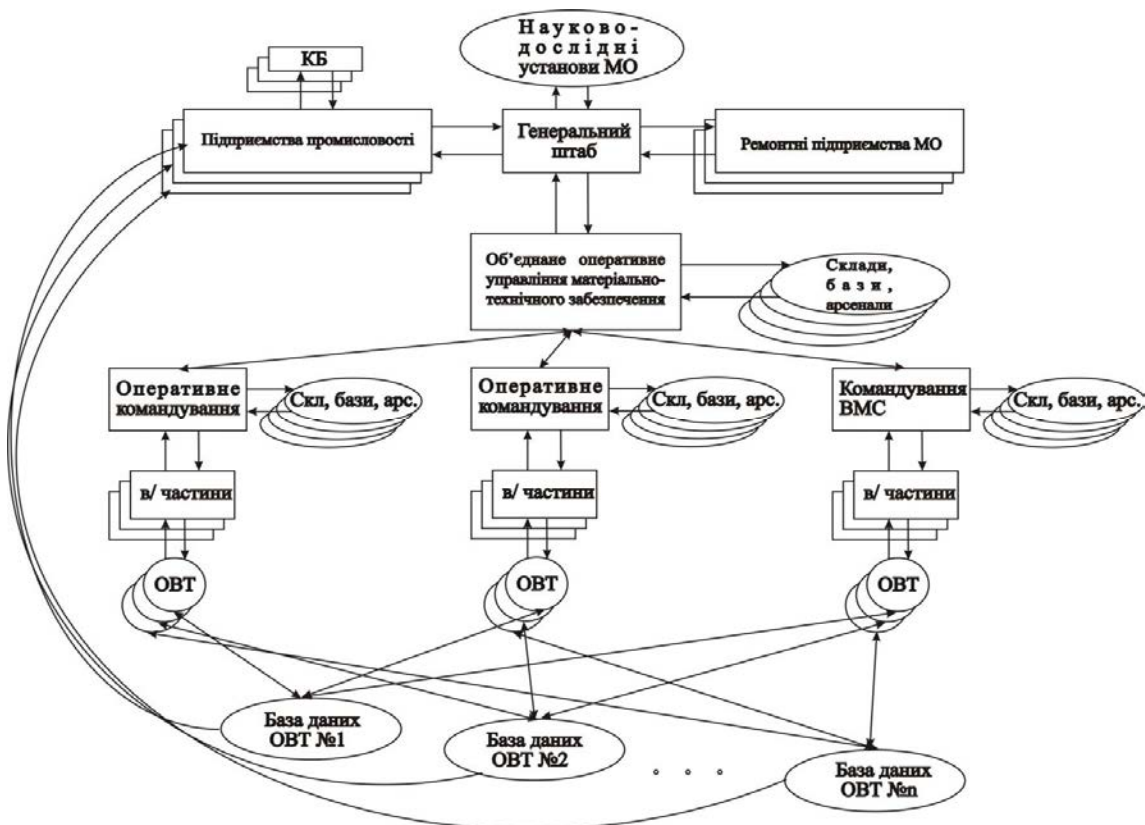 Науково-
дослідні
установи МО
КБ
Підприємства промисловості
Генеральний
штаб
Ремонтні підприємства МО
Об’єднане оперативне
управління матеріально-
технічного забезпечення
Склади,
бази,
арсенали
Оперативне
командування
Скл, бази, арс.
Оперативне
командування
Скл, бази, арс.
Командування
ВМС
Скл, бази, арс.
в/ частини
в/ частини
в/ частини
ОВТ
ОВТ
ОВТ
База даних
ОВТ №1
База даних
ОВТ №2
. . .
База даних
ОВТ №n